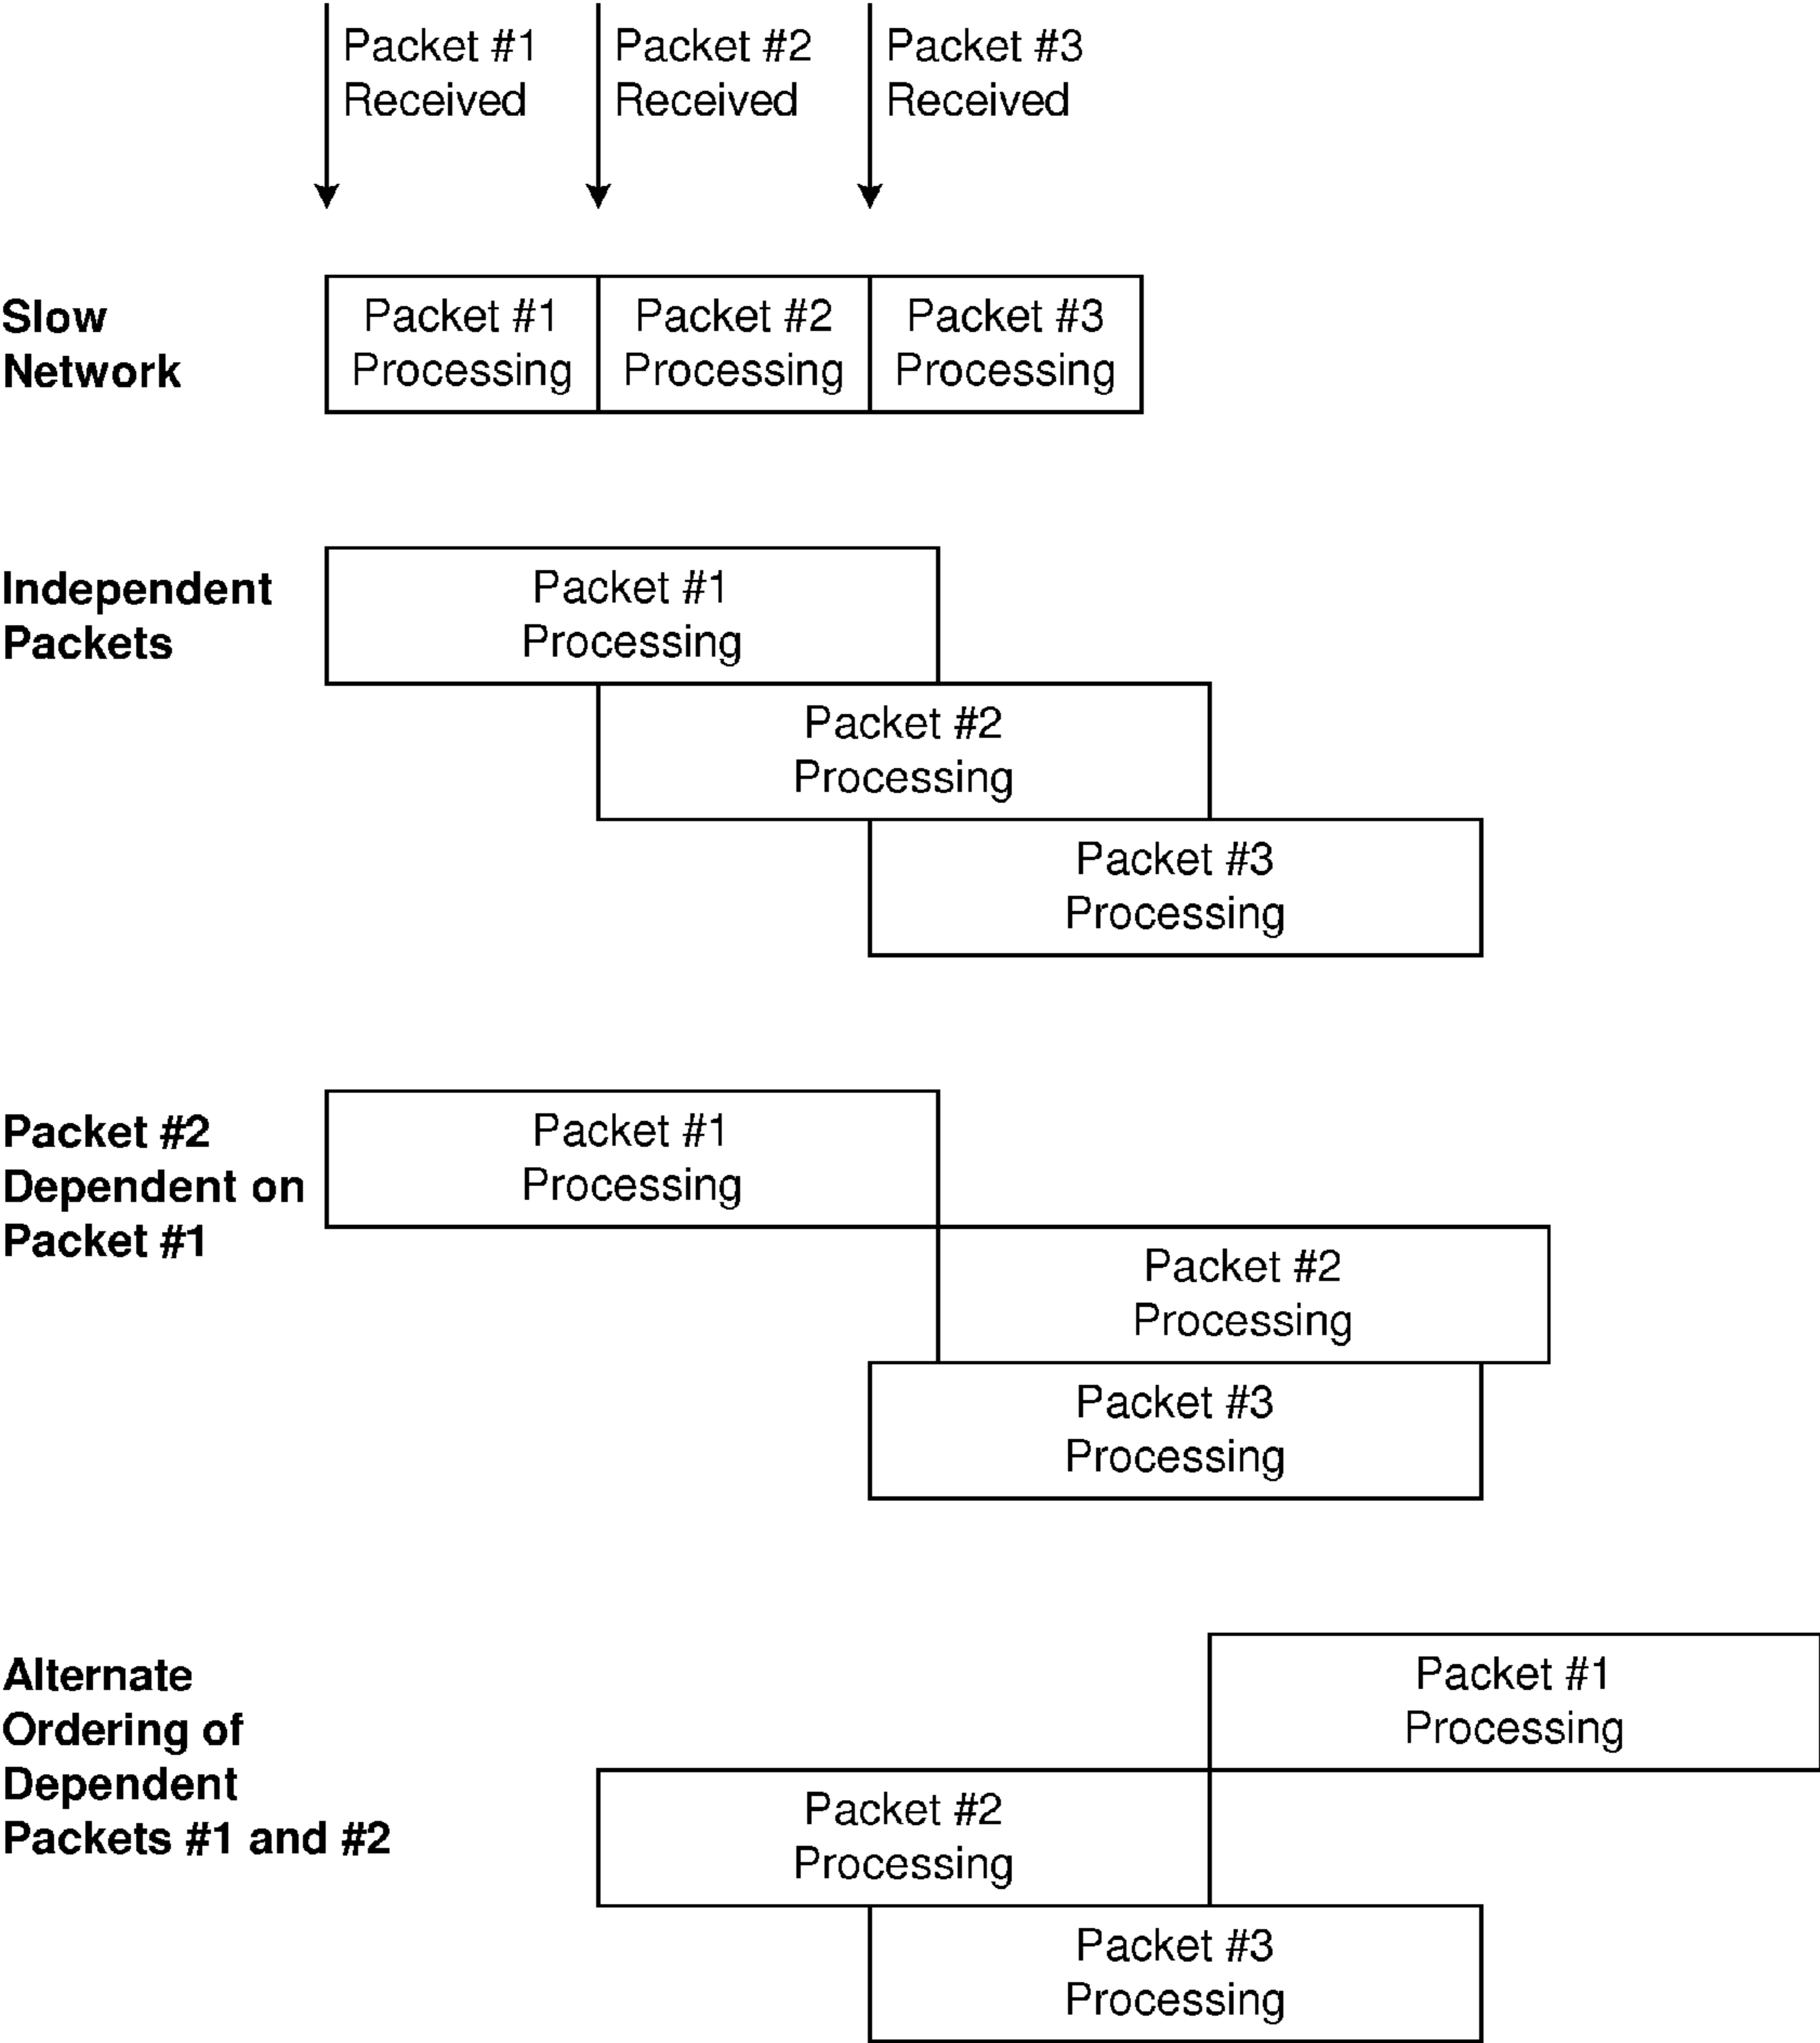 Packet #1
Received
Packet #2
Received
Packet #3
Received
Slow
Network
Packet #1
Processing
Packet #2
Processing
Packet #3
Processing
Independent
Packets
Packet #1
Processing
Packet #2
Processing
Packet #3
Processing
Packet #2
Dependent on
Packet #1
Packet #1
Processing
Packet #2
Processing
Packet #3
Processing
Alternate
Ordering of
Dependent
Packets #1 and #2
Packet #1
Processing
Packet #2
Processing
Packet #3
Processing